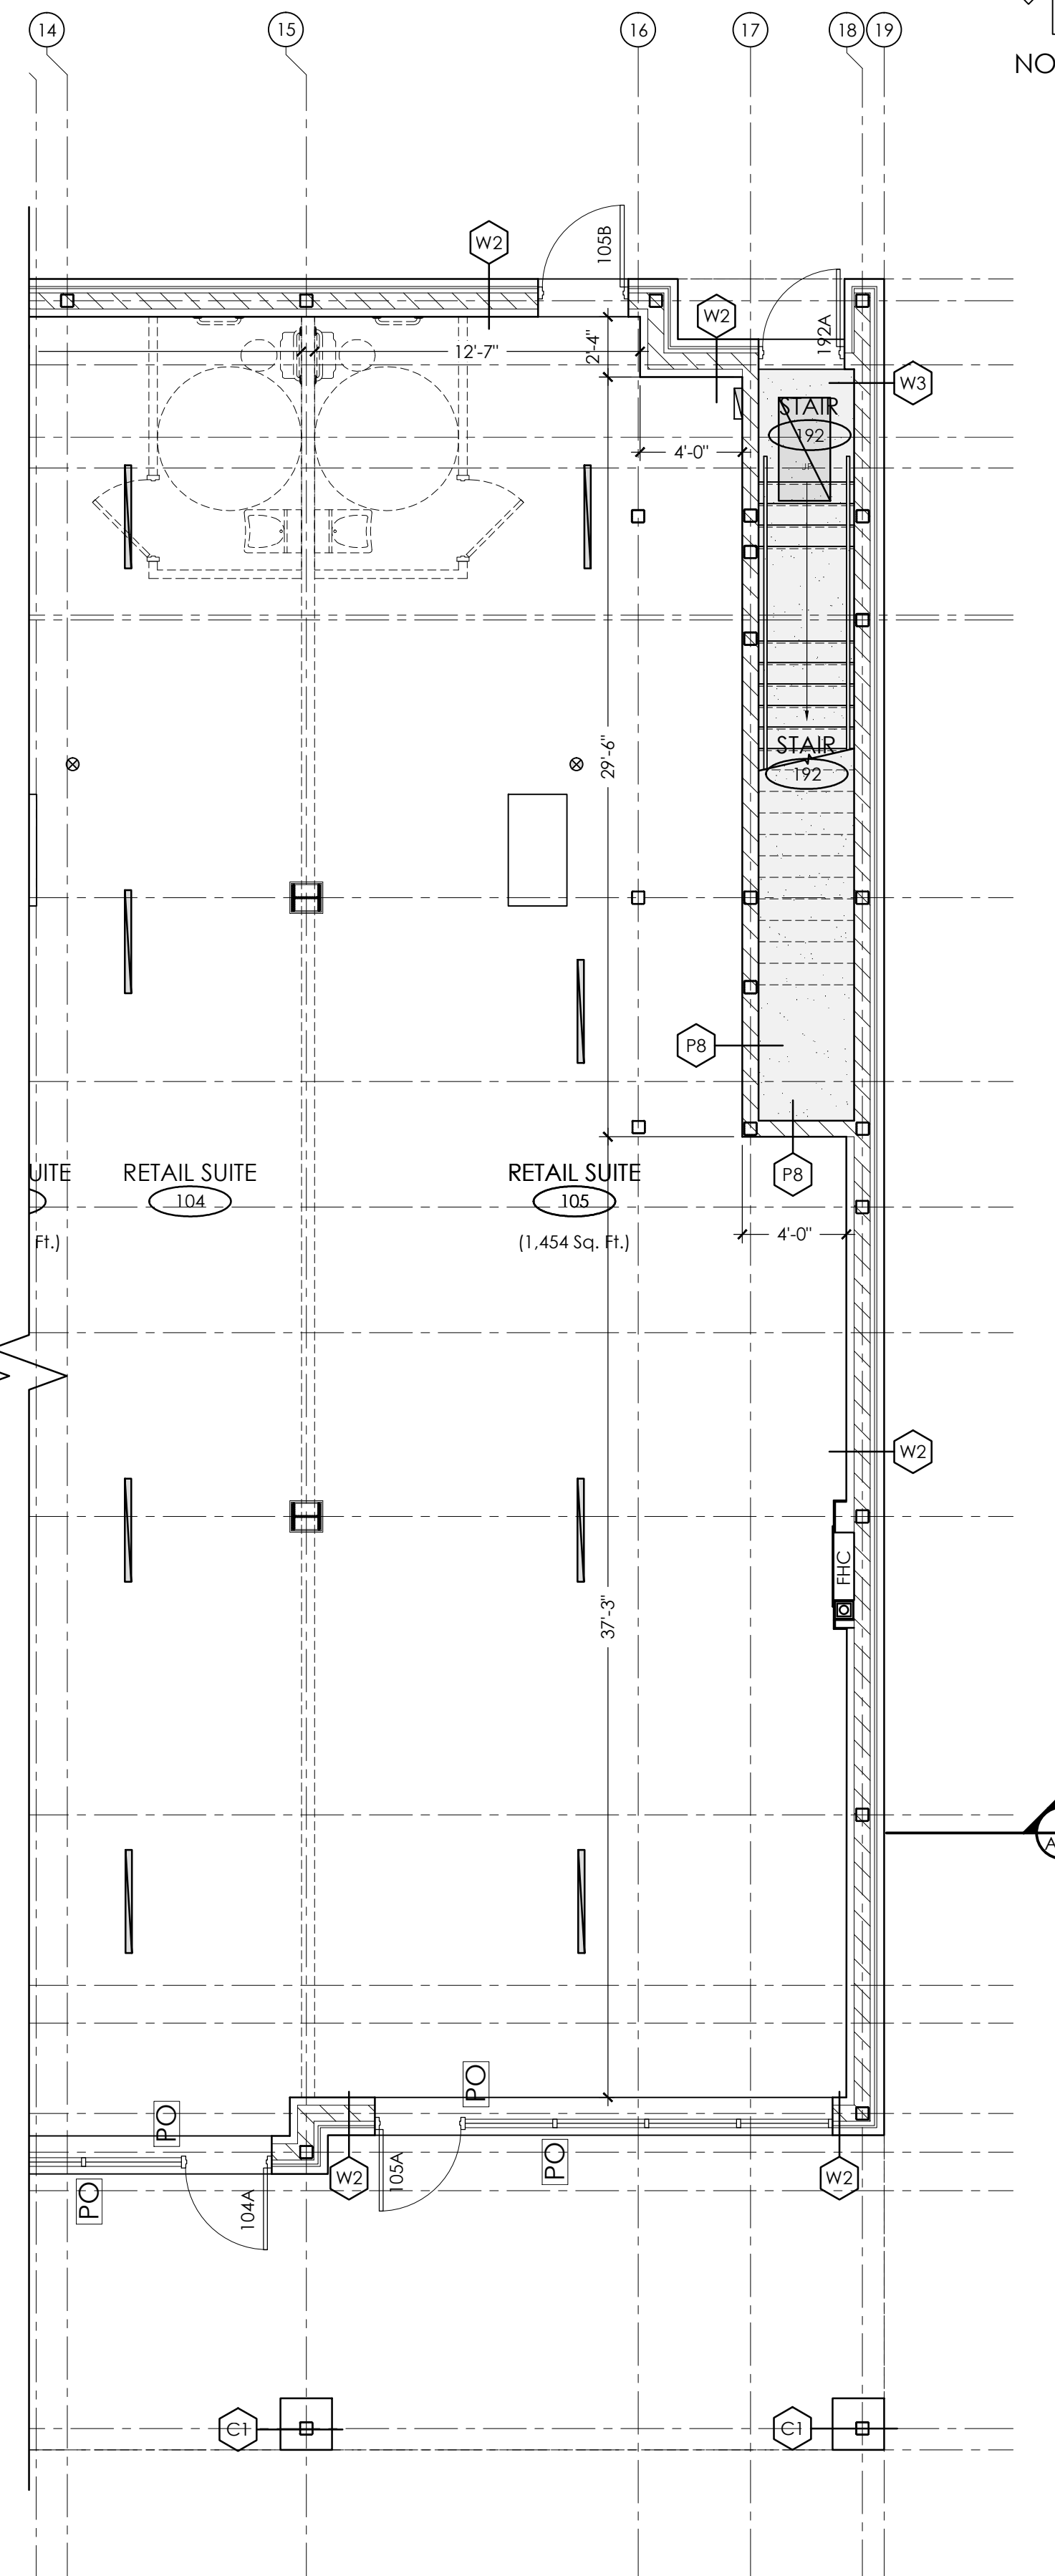 14
15
16
17
18
19
NO
105B
W2
W2
192A
12'-7"
2'-4"
W3
STAIR
192
4'-0"
UP
29'-6"
STAIR
192
P8
P8
UITE
RETAIL SUITE
RETAIL SUITE
104
105
Ft.)
(1,454 Sq. Ft.)
4'-0"
W2
FHC
37'-3"
A
PO
PO
PO
PO
105A
W2
W2
104A
C1
C1